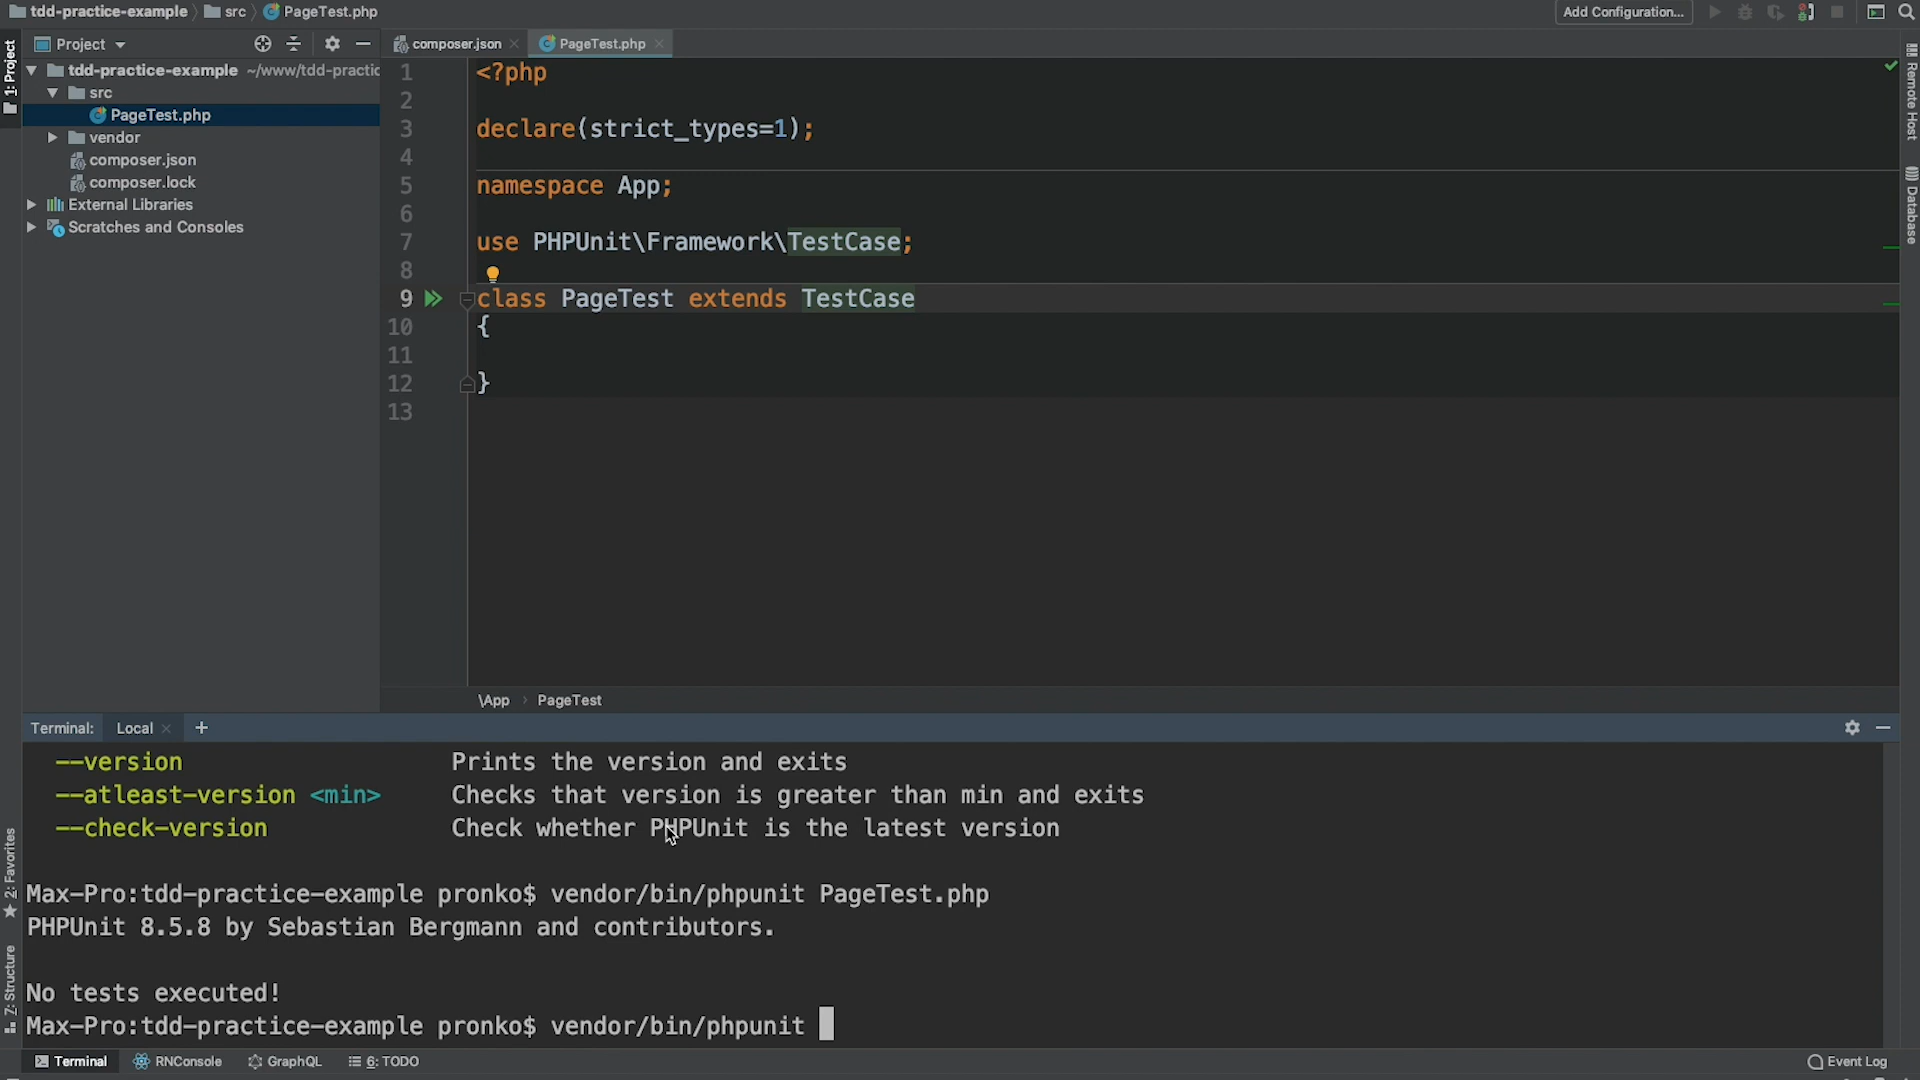 tdd-practice-example src PageTest.php Add Configuration...
Project composer.json PageTest.php
1: Project
tdd-practice-example ~/www/tdd-practic
src
PageTest.php
vendor
composer.json
composer.lock
External Libraries
Scratches and Consoles
1 <?php
2
3 declare(strict_types=1);
4
5 namespace App;
6
7 use PHPUnit\Framework\TestCase;
8
9 class PageTest extends TestCase
10 {
11
12 }
13
Remote Host
Database
\App PageTest
Terminal: Local +
--version Prints the version and exits
--atleast-version <min> Checks that version is greater than min and exits
--check-version Check whether PHPUnit is the latest version
Max-Pro:tdd-practice-example pronko$ vendor/bin/phpunit PageTest.php
PHPUnit 8.5.8 by Sebastian Bergmann and contributors.
No tests executed!
Max-Pro:tdd-practice-example pronko$ vendor/bin/phpunit
2: Favorites
Z: Structure
Terminal RNConsole GraphQL 6: TODO Event Log